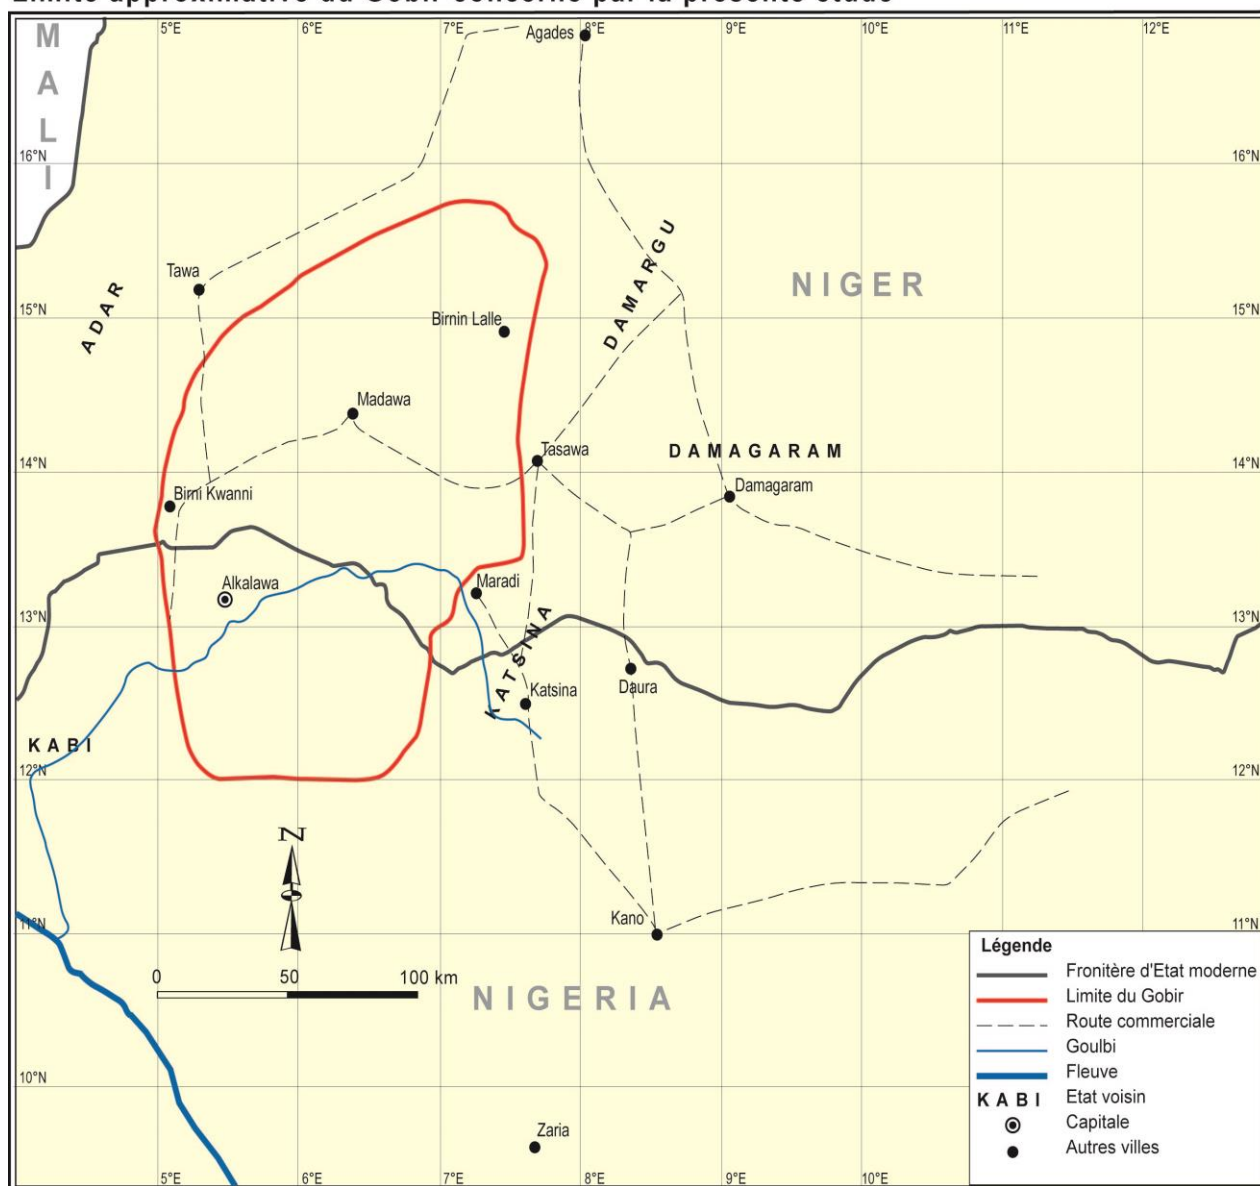 Limite approximative du Gobir concerné par la présente étude
5°E 6°E 7°E 8°E 9°E 10°E 11°E 12°E
MALI
Agades
16°N 16°N
DAMARGU
Tawa
NIGER
ADAR
15°N 15°N
Birnin Lalle
Madawa
Tasawa
DAMAGARAM
14°N 14°N
Damagaram
Birni Kwanni
Alkalawa
Maradi
13°N 13°N
KATSINA
Katsina
Daura
KABI
12°N 12°N
N
Kano
11°N 11°N
0 50 100 km
NIGERIA
10°N
Zaria
5°E 6°E 7°E 8°E 9°E 10°E
Légende
Fronitère d'Etat moderne
Limite du Gobir
Route commerciale
Goulbi
Fleuve
KABI Etat voisin
Capitale
Autres villes